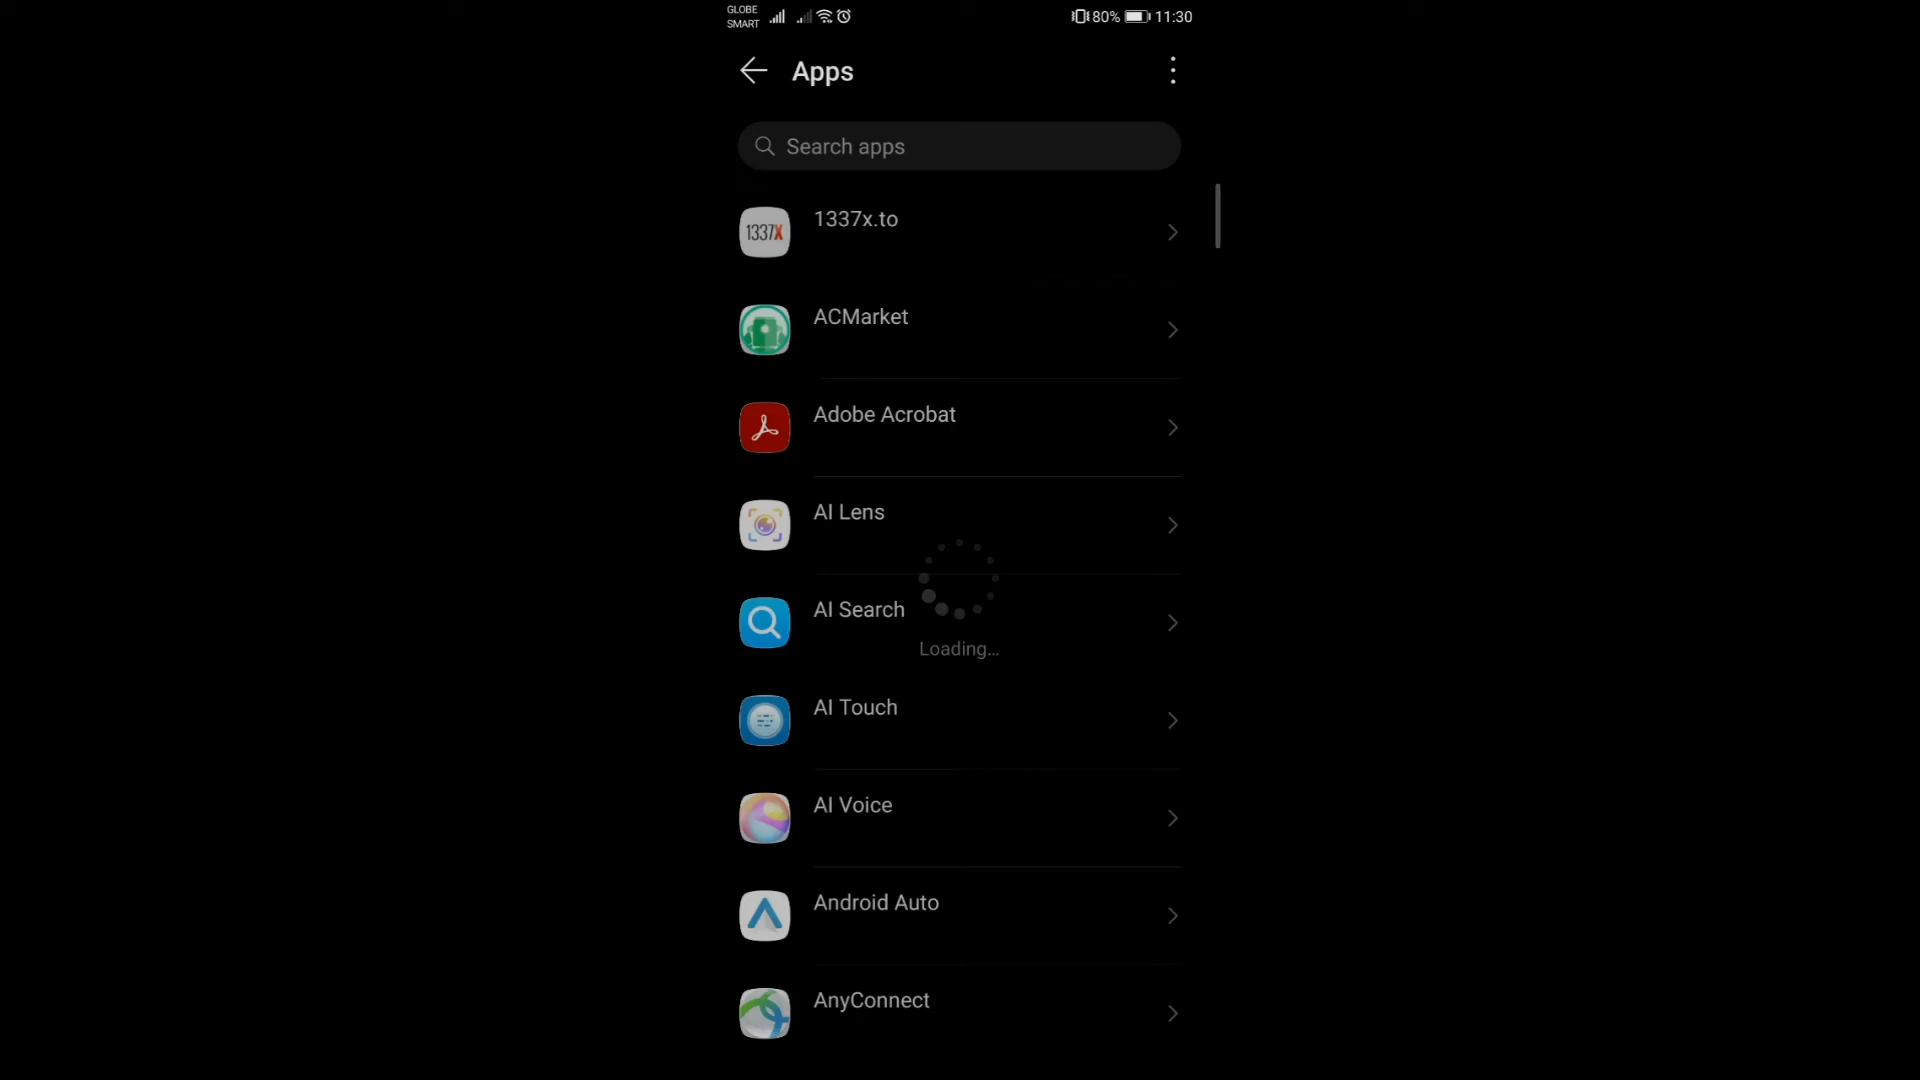 GLOBE
SMART
80% 11:30
Apps
Search apps
1337X
1337x.to
ACMarket
Adobe Acrobat
AI Lens
AI Search
Loading...
AI Touch
AI Voice
Android Auto
AnyConnect